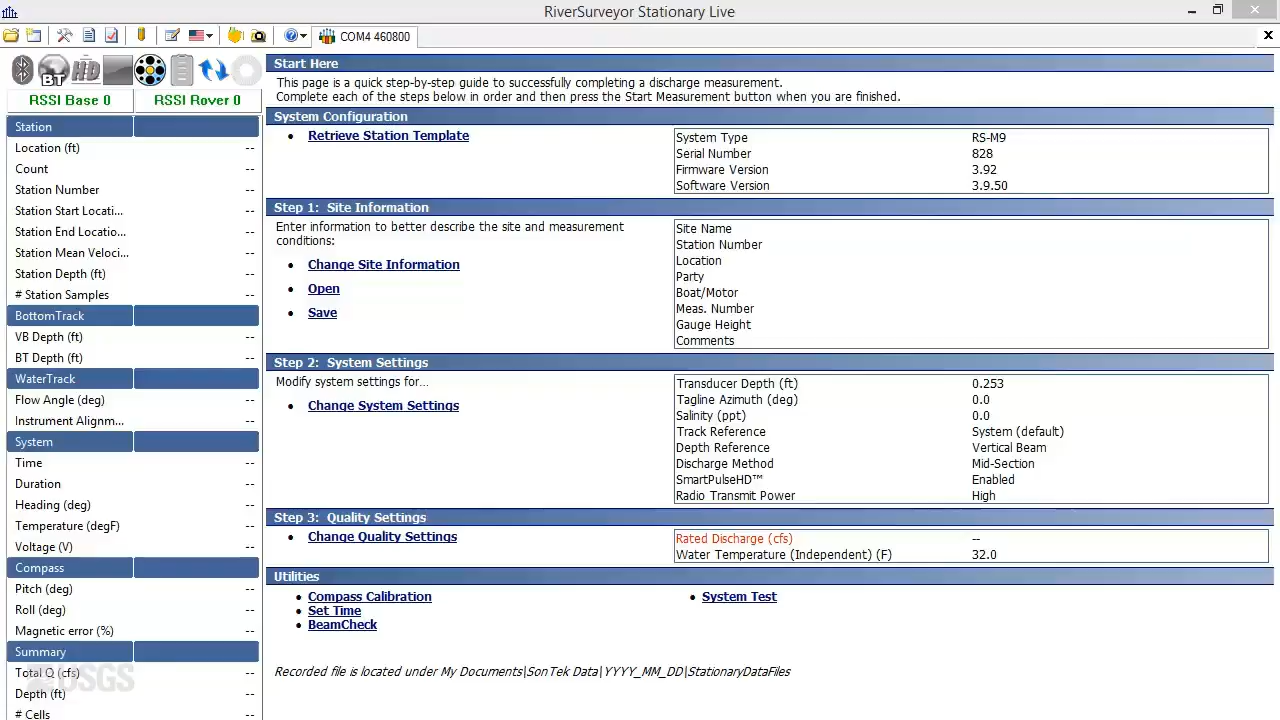 RiverSurveyor Stationary Live
COM4 460800
BT HD
RSSI Base 0 RSSI Rover 0
Station
Location (ft) --
Count --
Station Number --
Station Start Locati... --
Station End Locatio... --
Station Mean Veloci... --
Station Depth (ft) --
# Station Samples --
BottomTrack
VB Depth (ft) --
BT Depth (ft) --
WaterTrack
Flow Angle (deg) --
Instrument Alignm... --
System
Time --
Duration --
Heading (deg) --
Temperature (degF) --
Voltage (V) --
Compass
Pitch (deg) --
Roll (deg) --
Magnetic error (%) --
Summary
Total Q (cfs) --
USGS
Depth (ft) --
# Cells --
Start Here
This page is a quick step-by-step guide to successfully completing a discharge measurement.
Complete each of the steps below in order and then press the Start Measurement button when you are finished.
System Configuration
• Retrieve Station Template
System Type RS-M9
Serial Number 828
Firmware Version 3.92
Software Version 3.9.50
Step 1: Site Information
Enter information to better describe the site and measurement
conditions:
• Change Site Information
• Open
• Save
Site Name
Station Number
Location
Party
Boat/Motor
Meas. Number
Gauge Height
Comments
Step 2: System Settings
Modify system settings for...
• Change System Settings
Transducer Depth (ft) 0.253
Tagline Azimuth (deg) 0.0
Salinity (ppt) 0.0
Track Reference System (default)
Depth Reference Vertical Beam
Discharge Method Mid-Section
SmartPulseHD™ Enabled
Radio Transmit Power High
Step 3: Quality Settings
• Change Quality Settings
Rated Discharge (cfs) --
Water Temperature (Independent) (F) 32.0
Utilities
• Compass Calibration
• Set Time
• BeamCheck
• System Test
Recorded file is located under My Documents|SonTek Data|YYYY_MM_DD|StationaryDataFiles